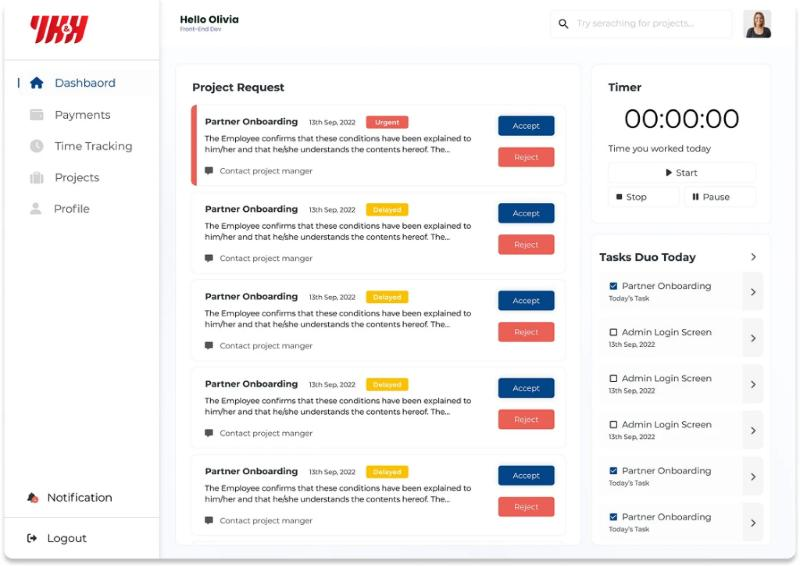 YK&H
Hello Olivia
Front-End Dev
Try seraching for projects...
Dashbaord
Payments
Time Tracking
Projects
Profile
Notification
Logout
Project Request
Partner Onboarding 13th Sep, 2022 Urgent
The Employee confirms that these conditions have been explained to
him/her and that he/she understands the contents hereof. The...
Contact project manger
Accept
Reject
Partner Onboarding 13th Sep, 2022 Delayed
The Employee confirms that these conditions have been explained to
him/her and that he/she understands the contents hereof. The...
Contact project manger
Accept
Reject
Partner Onboarding 13th Sep, 2022 Delayed
The Employee confirms that these conditions have been explained to
him/her and that he/she understands the contents hereof. The...
Contact project manger
Accept
Reject
Partner Onboarding 13th Sep, 2022 Delayed
The Employee confirms that these conditions have been explained to
him/her and that he/she understands the contents hereof. The...
Contact project manger
Accept
Reject
Partner Onboarding 13th Sep, 2022 Delayed
The Employee confirms that these conditions have been explained to
him/her and that he/she understands the contents hereof. The...
Contact project manger
Accept
Reject
Timer
00:00:00
Time you worked today
Start
Stop
Pause
Tasks Duo Today
Partner Onboarding
Today's Task
Admin Login Screen
13th Sep, 2022
Admin Login Screen
13th Sep, 2022
Admin Login Screen
13th Sep, 2022
Partner Onboarding
Today's Task
Partner Onboarding
Today's Task